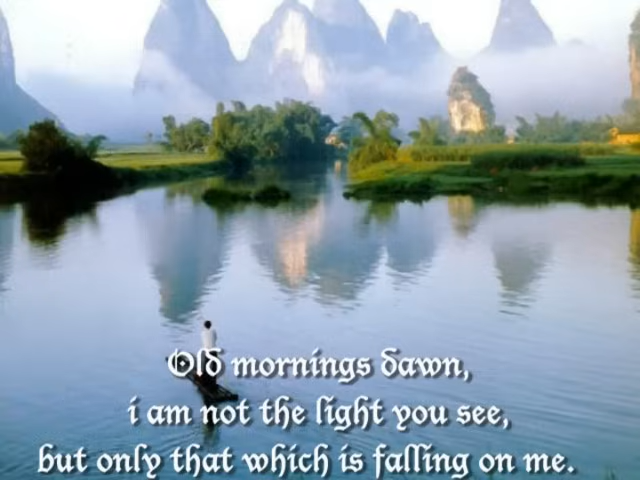 Old mornings dawn,
i am not the light you see,
but only that which is falling on me.